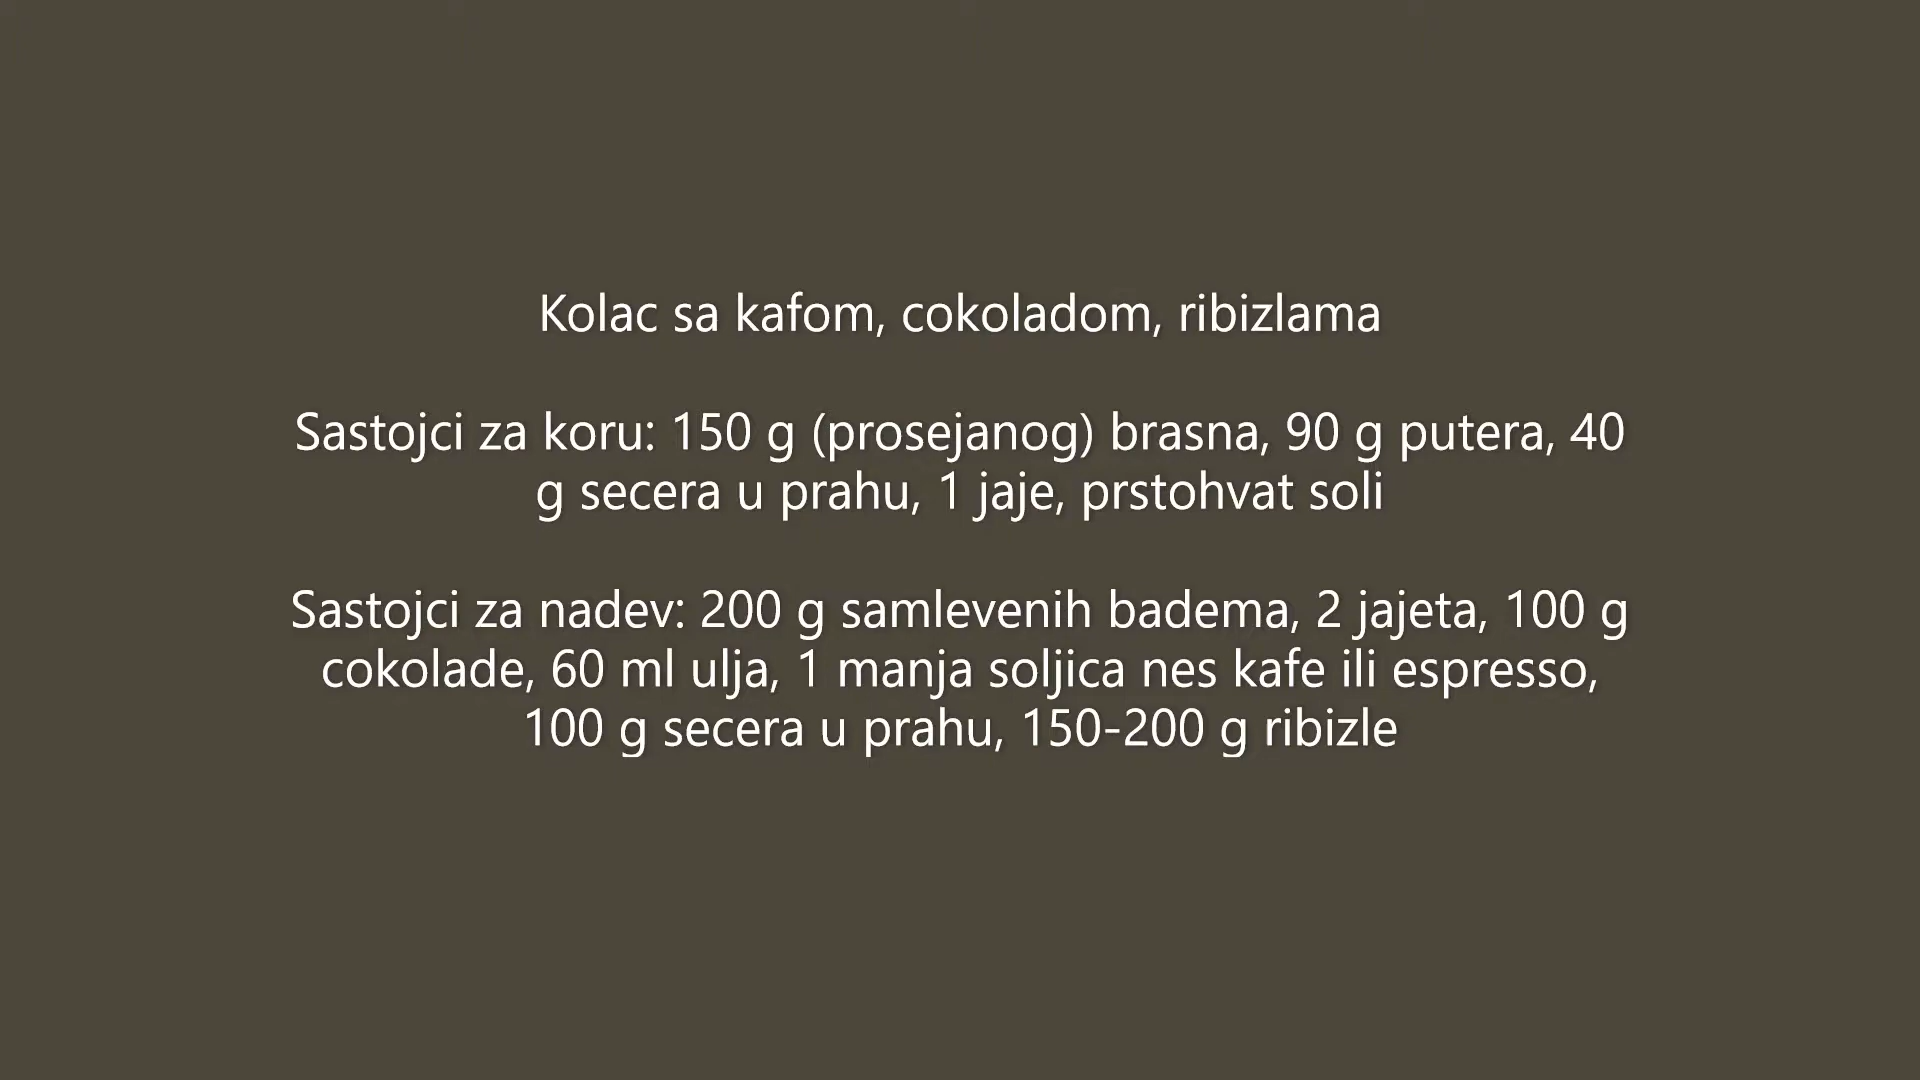 Kolac sa kafom, cokoladom, ribizlama
Sastojci za koru: 150 g (prosejanog) brasna, 90 g putera, 40
g secera u prahu, 1 jaje, prstohvat soli
Sastojci za nadev: 200 g samlevenih badema, 2 jajeta, 100 g
cokolade, 60 ml ulja, 1 manja soljica nes kafe ili espresso,
100 g secera u prahu, 150-200 g ribizle